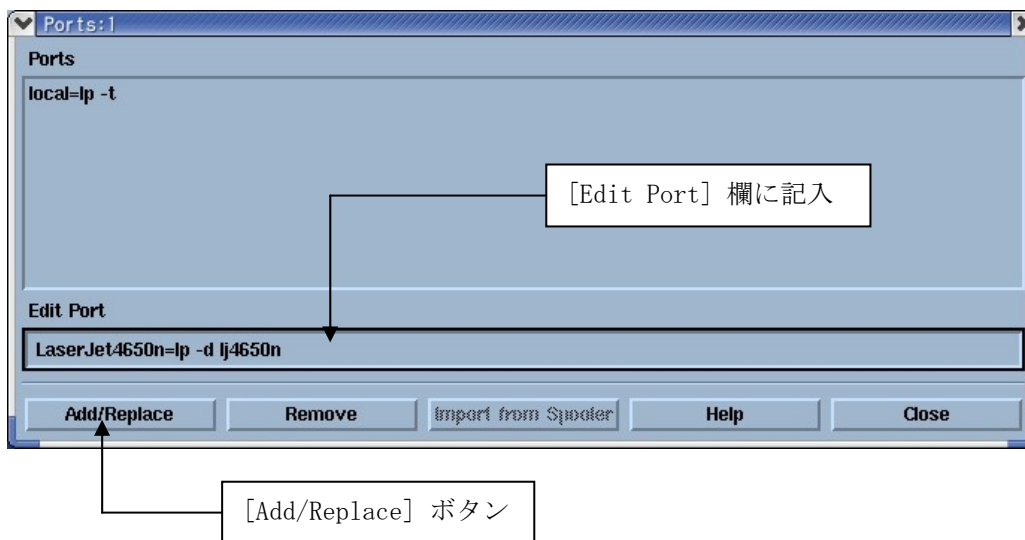 Ports:1
Ports
local=lp -t
[Edit Port] 欄に記入
Edit Port
LaserJet4650n=lp -d lj4650n
Add/Replace
Remove
Import from Spooler
Help
Close
[Add/Replace] ボタン